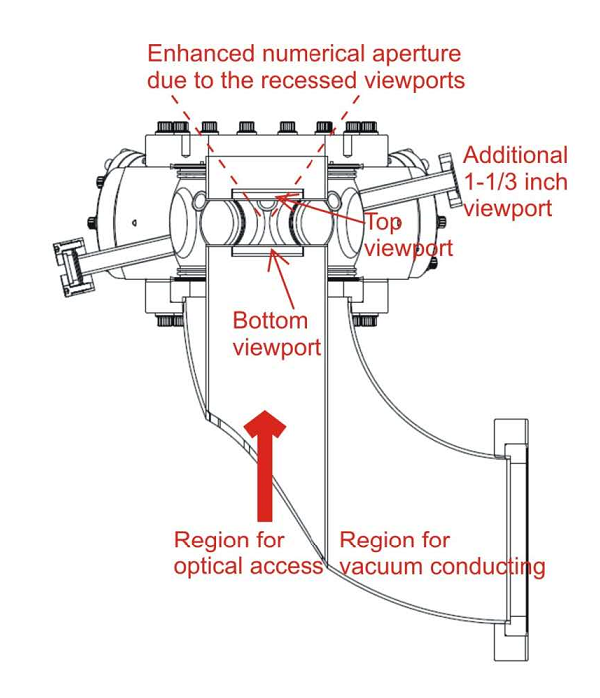 Enhanced numerical aperture
due to the recessed viewports
Additional
1-1/3 inch
viewport
Top
viewport
Bottom
viewport
Region for
optical access
Region for
vacuum conducting